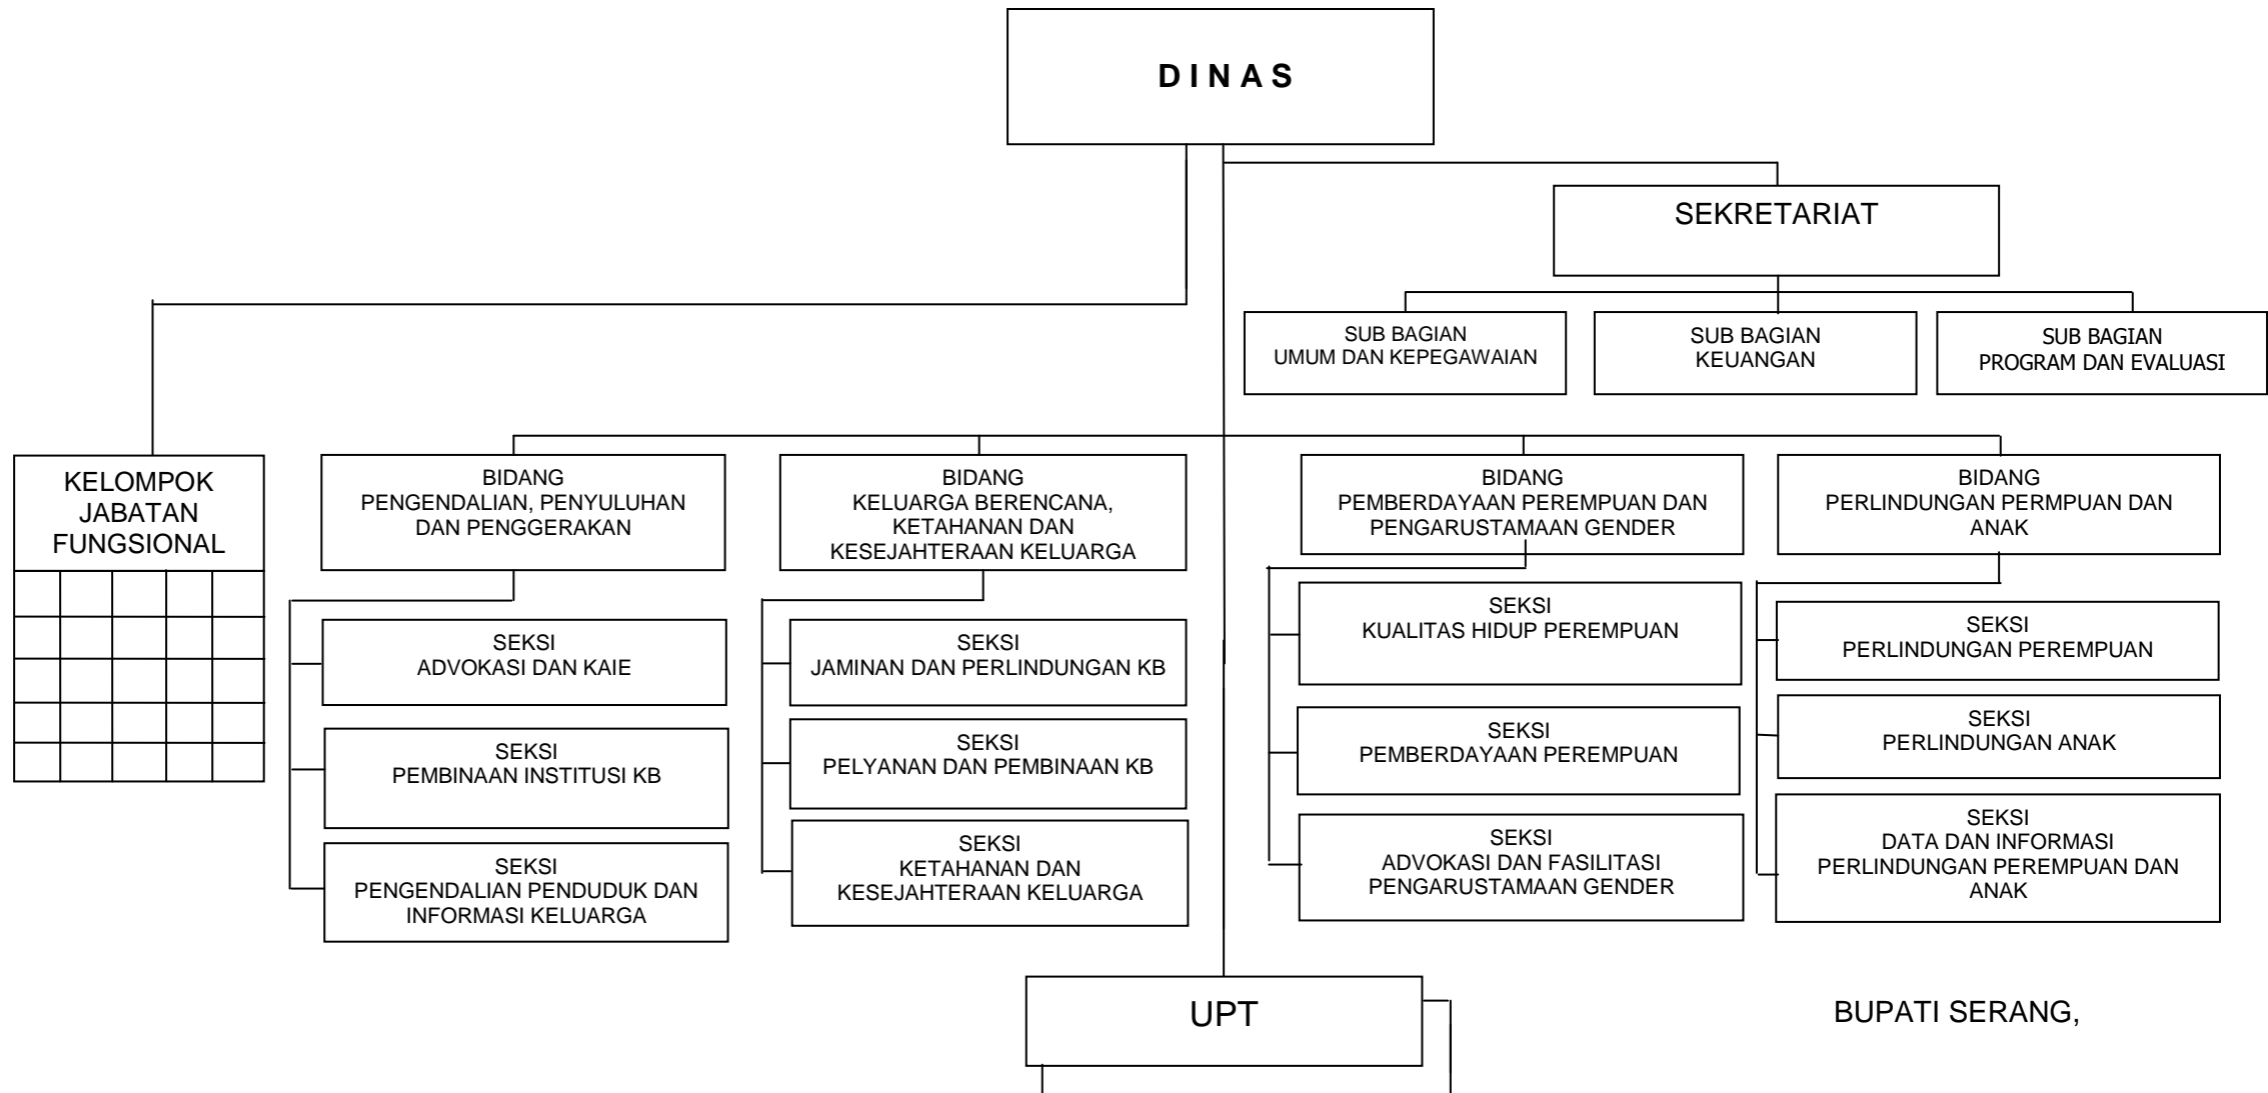 D I N A S
SEKRETARIAT
SUB BAGIAN
UMUM DAN KEPEGAWAIAN
SUB BAGIAN
KEUANGAN
SUB BAGIAN
PROGRAM DAN EVALUASI
KELOMPOK
JABATAN
FUNGSIONAL
BIDANG
PENGENDALIAN, PENYULUHAN
DAN PENGGERAKAN
BIDANG
KELUARGA BERENCANA,
KETAHANAN DAN
KESEJAHTERAAN KELUARGA
BIDANG
PEMBERDAYAAN PEREMPUAN DAN
PENGARUSTAMAAN GENDER
BIDANG
PERLINDUNGAN PERMPUAN DAN
ANAK
SEKSI
ADVOKASI DAN KAIE
SEKSI
PEMBINAAN INSTITUSI KB
SEKSI
PENGENDALIAN PENDUDUK DAN
INFORMASI KELUARGA
SEKSI
JAMINAN DAN PERLINDUNGAN KB
SEKSI
PELYANAN DAN PEMBINAAN KB
SEKSI
KETAHANAN DAN
KESEJAHTERAAN KELUARGA
SEKSI
KUALITAS HIDUP PEREMPUAN
SEKSI
PEMBERDAYAAN PEREMPUAN
SEKSI
ADVOKASI DAN FASILITASI
PENGARUSTAMAAN GENDER
SEKSI
PERLINDUNGAN PEREMPUAN
SEKSI
PERLINDUNGAN ANAK
SEKSI
DATA DAN INFORMASI
PERLINDUNGAN PEREMPUAN DAN
ANAK
UPT
BUPATI SERANG,